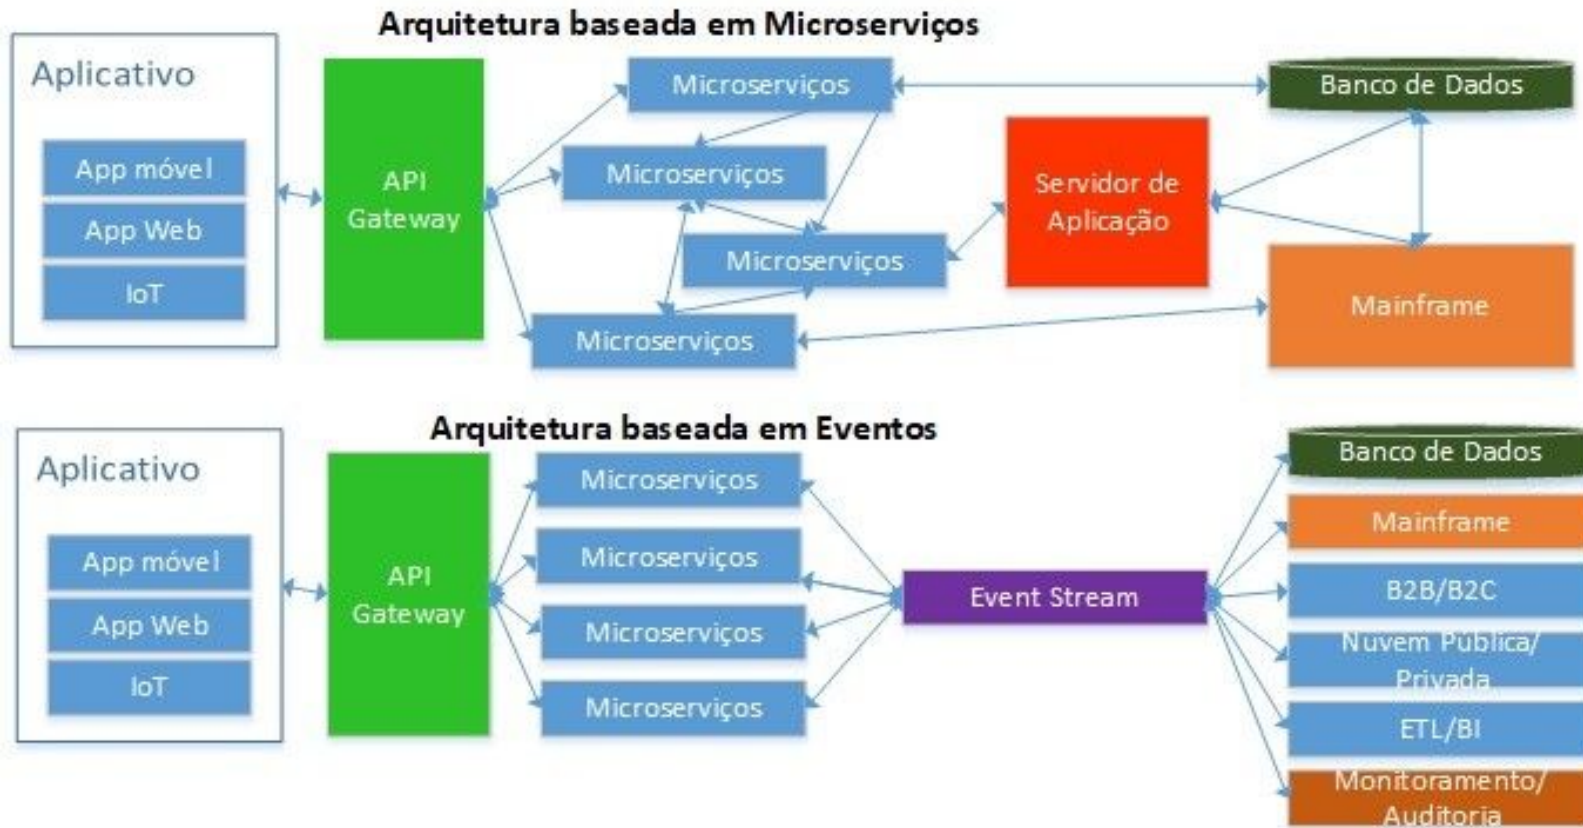 Arquitetura baseada em Microserviços
Aplicativo
App móvel
App Web
IoT
API
Gateway
Microserviços
Microserviços
Microserviços
Microserviços
Servidor de
Aplicação
Banco de Dados
Mainframe
Arquitetura baseada em Eventos
Aplicativo
App móvel
App Web
IoT
API
Gateway
Microserviços
Microserviços
Microserviços
Microserviços
Event Stream
Banco de Dados
Mainframe
B2B/B2C
Nuvem Pública/
Privada
ETL/BI
Monitoramento/
Auditoria